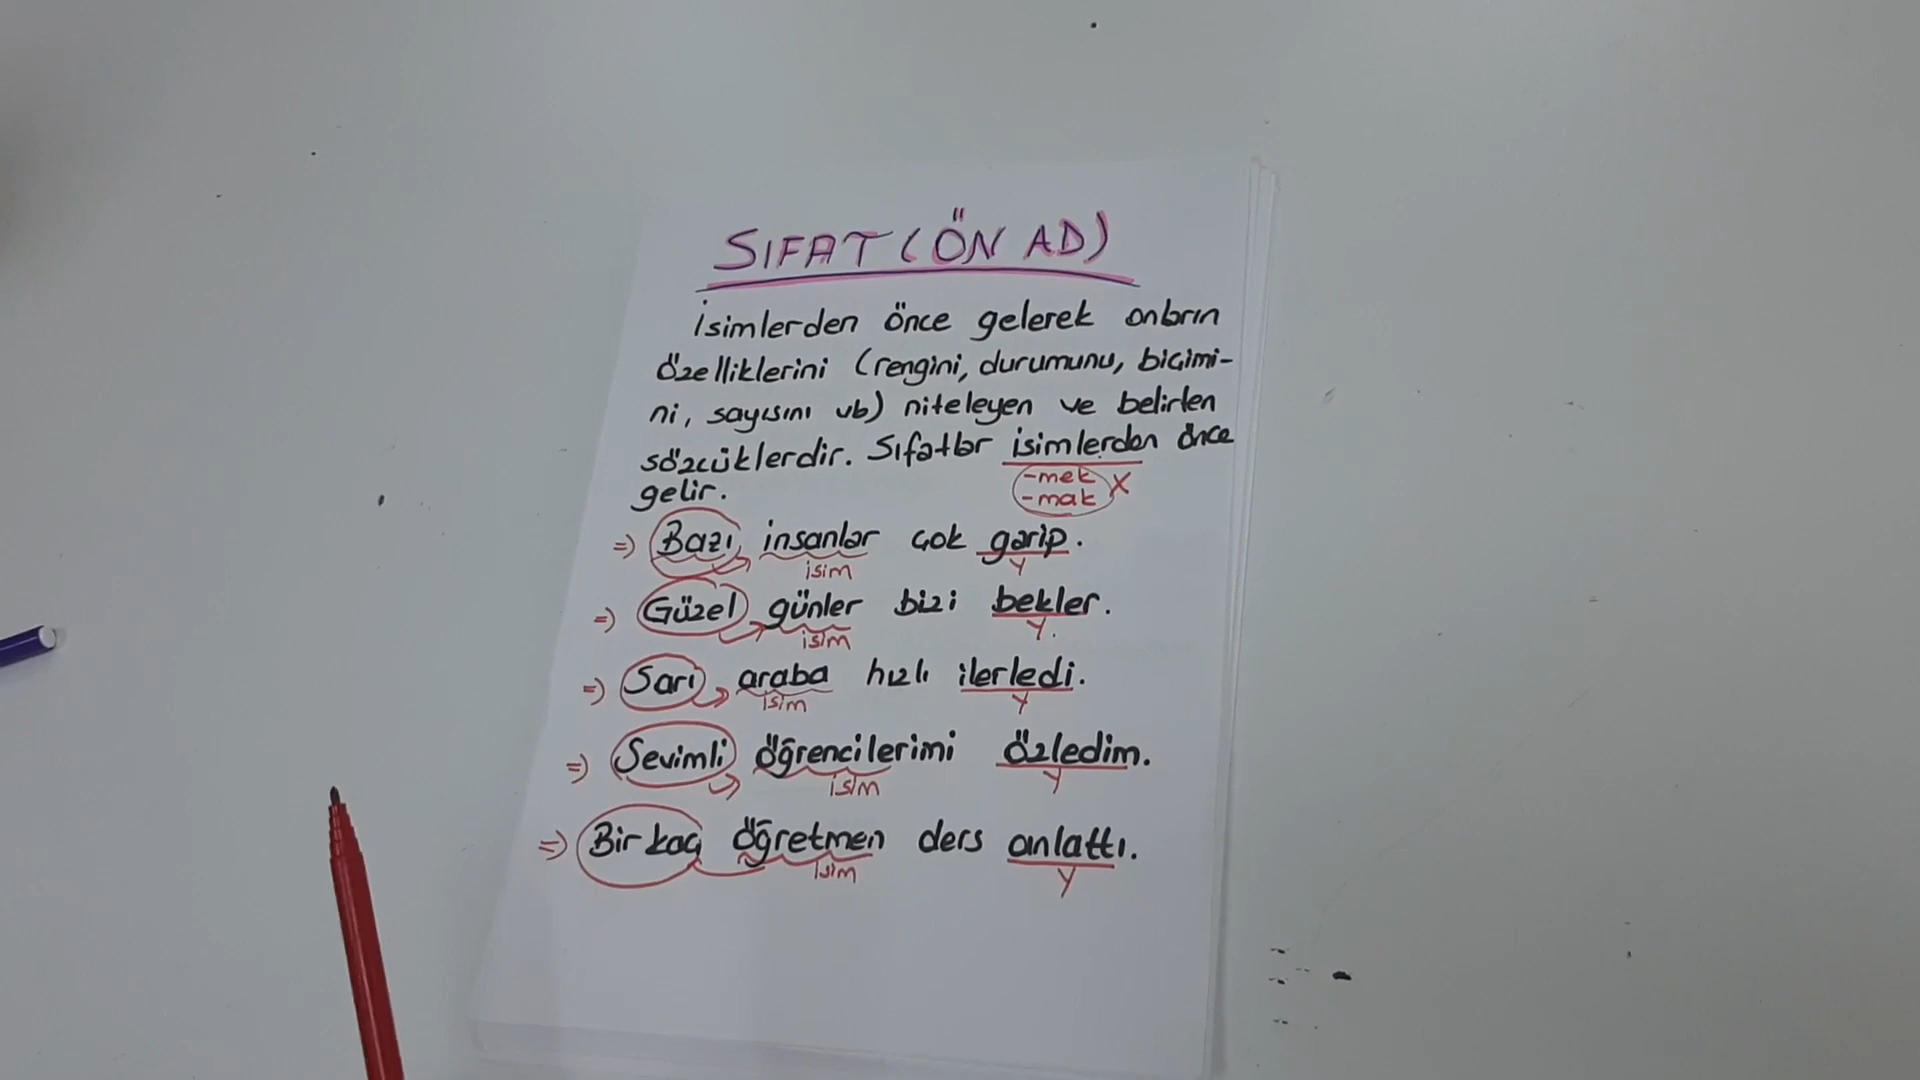 SIFAT (ÖN AD)
İsimlerden önce gelerek onların
özelliklerini (rengini, durumunu, biçimi-
ni, sayısını vb) niteleyen ve belirten
sözcüklerdir. Sıfatlar isimlerden önce
-mek
-mak X
gelir.
=) Bazı insanlar çok garip.
isim Y
=) Güzel günler bizi bekler.
isim Y.
=) Sarı araba hızlı ilerledi.
isim Y
=) Sevimli öğrencilerimi özledim.
isim Y
=) Birkaç öğretmen ders anlattı.
isim Y